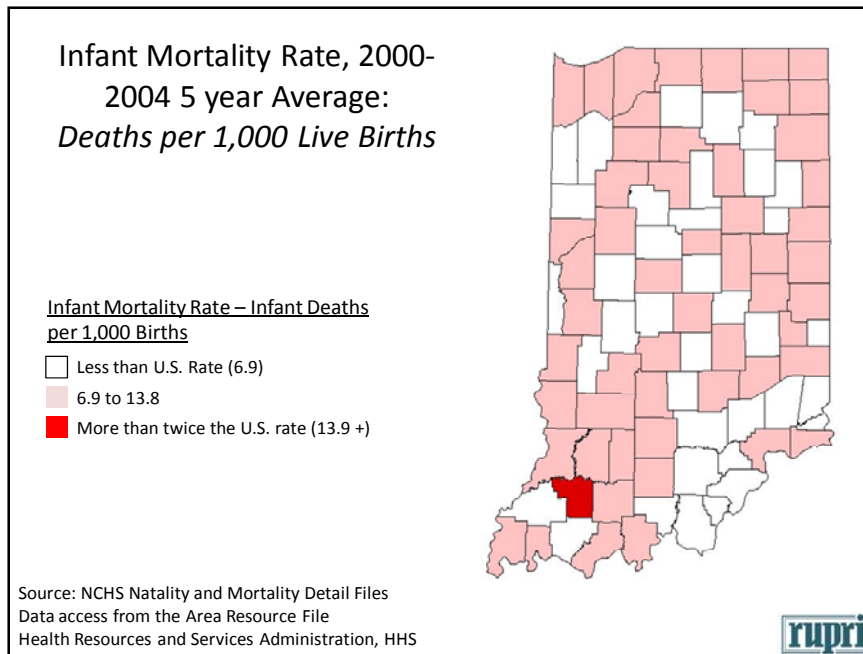 Infant Mortality Rate, 2000-
2004 5 year Average:
Deaths per 1,000 Live Births
Infant Mortality Rate – Infant Deaths
per 1,000 Births
Less than U.S. Rate (6.9)
6.9 to 13.8
More than twice the U.S. rate (13.9 +)
Source: NCHS Natality and Mortality Detail Files
Data access from the Area Resource File
Health Resources and Services Administration, HHS
rupri